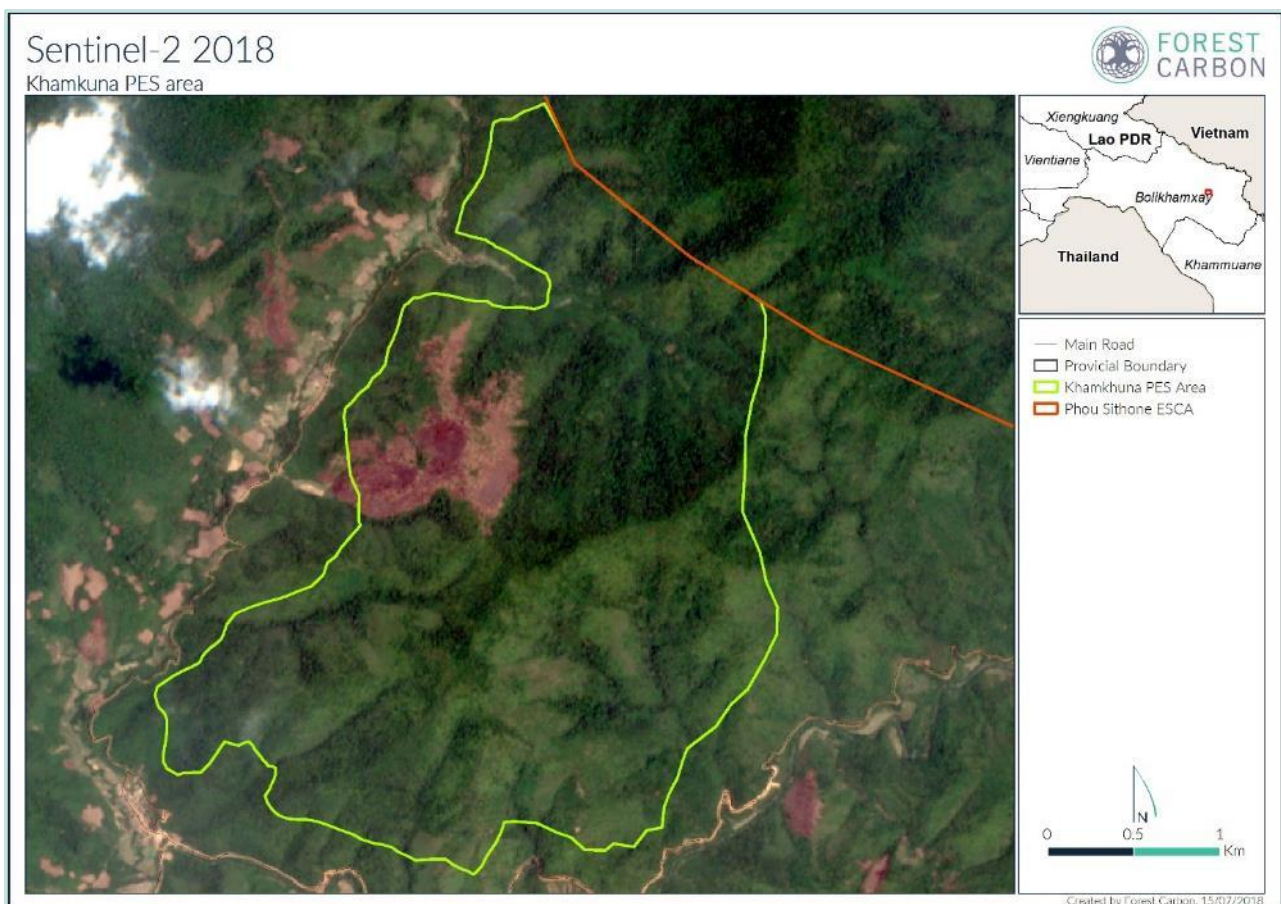 Sentinel-2 2018
Khamkuna PES area
FOREST
CARBON
Xiengkuang
Lao PDR
Vietnam
Vientiane
Bolikhamxay
Thailand
Khammuane
Main Road
Provicial Boundary
Khamkhuna PES Area
Phou Sithone ESCA
N
0 0.5 1
Km
Created by Forest Carbon, 15/07/2018